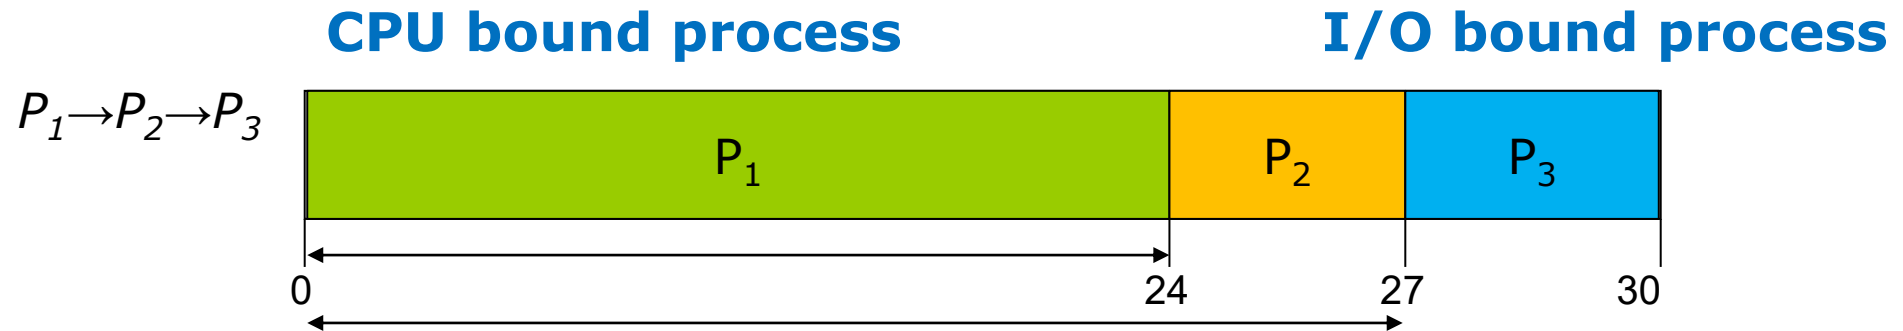 CPU bound process I/O bound process
P1→P2→P3
P1 P2 P3
0 24 27 30